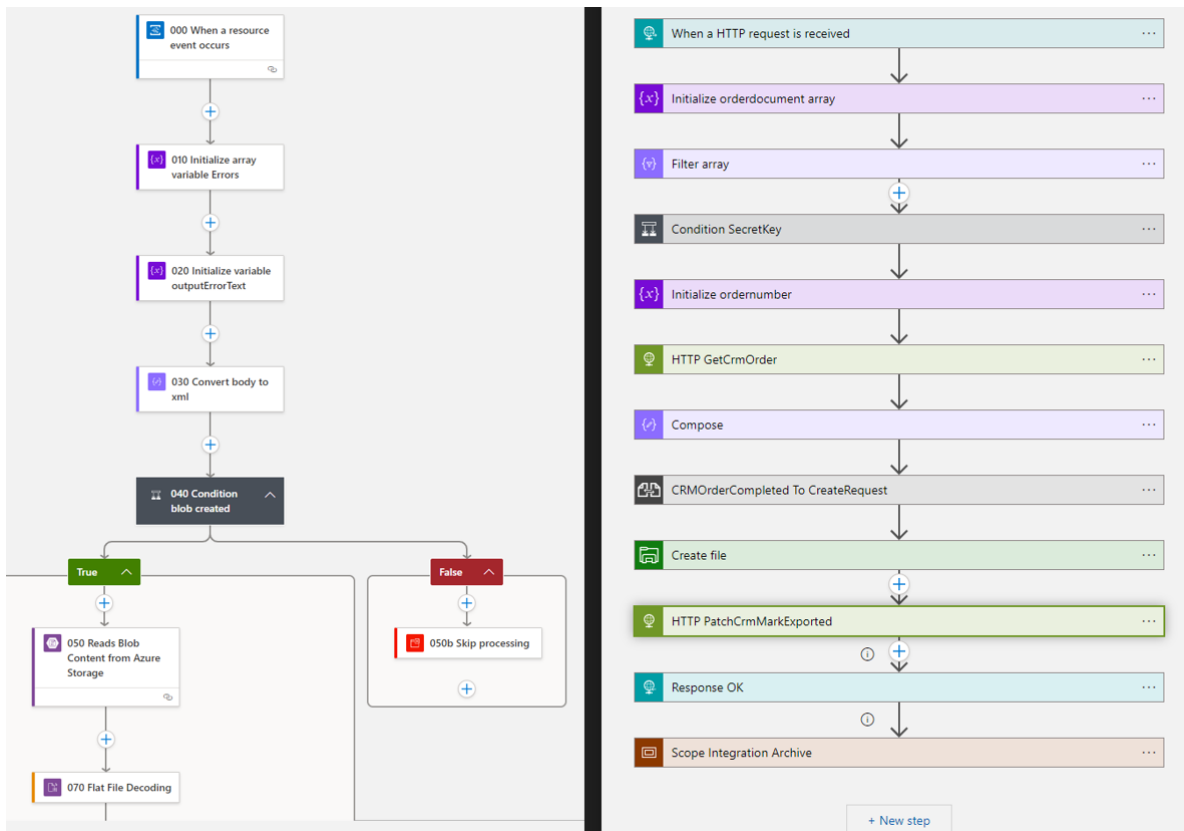 000 When a resource
event occurs
010 Initialize array
variable Errors
020 Initialize variable
outputErrorText
030 Convert body to
xml
040 Condition
blob created
True
False
050 Reads Blob
Content from Azure
Storage
050b Skip processing
070 Flat File Decoding
When a HTTP request is received
Initialize orderdocument array
Filter array
Condition SecretKey
Initialize ordernumber
HTTP GetCrmOrder
Compose
CRMOrderCompleted To CreateRequest
Create file
HTTP PatchCrmMarkExported
Response OK
Scope Integration Archive
+ New step